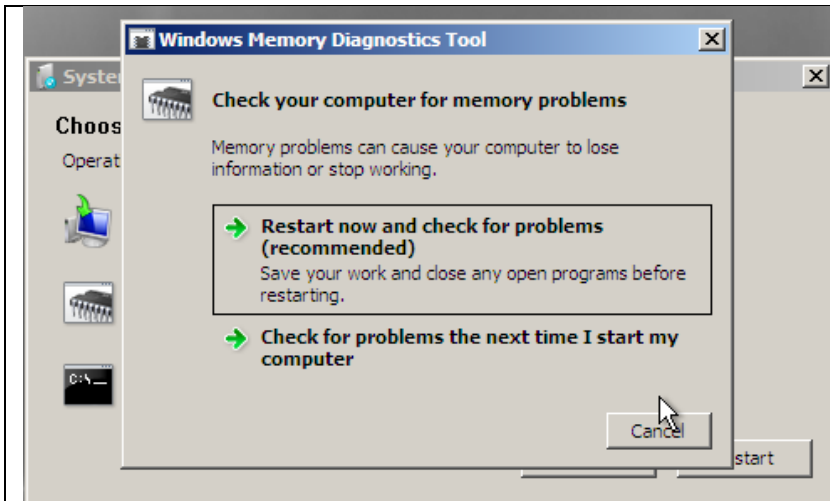 Windows Memory Diagnostics Tool
Syste
Check your computer for memory problems
Choos
Memory problems can cause your computer to lose
information or stop working.
Operat
Restart now and check for problems
(recommended)
Save your work and close any open programs before
restarting.
Check for problems the next time I start my
computer
C:\
Cancel
start